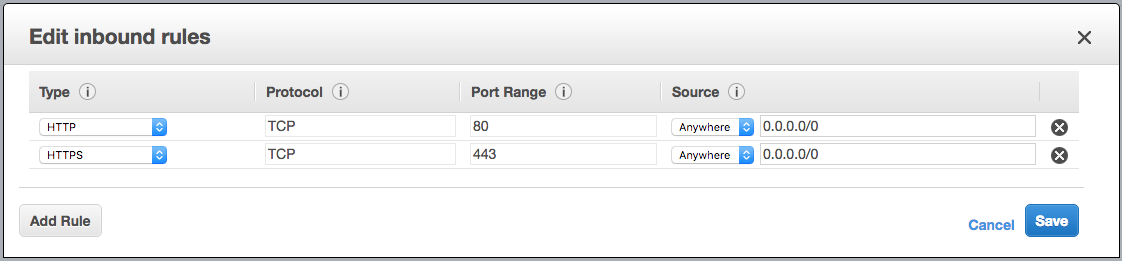 Edit inbound rules
Type Protocol Port Range Source
HTTP TCP 80 Anywhere 0.0.0.0/0
HTTPS TCP 443 Anywhere 0.0.0.0/0
Add Rule Cancel Save